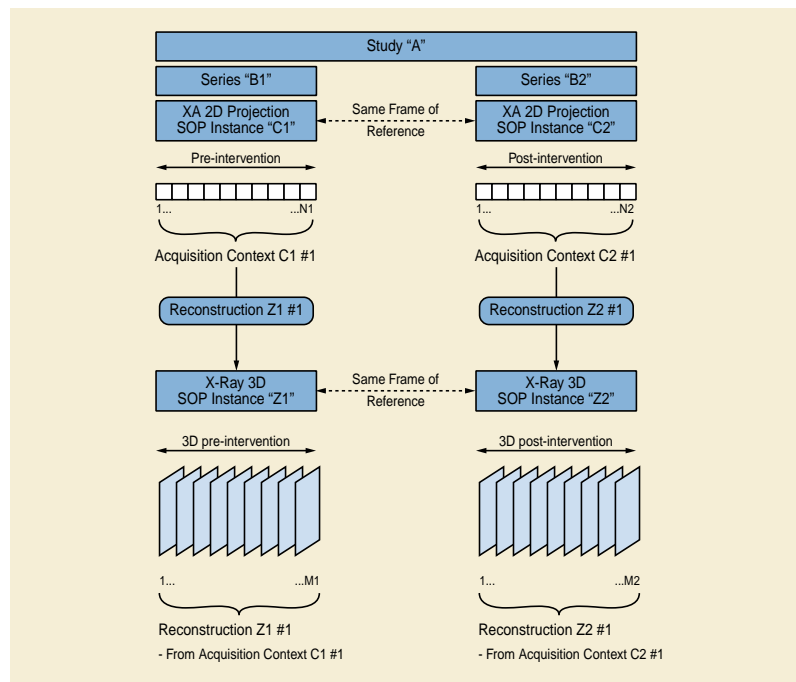 Study “A”
Series “B1”
Series “B2”
XA 2D Projection
SOP Instance “C1”
Same Frame of
Reference
XA 2D Projection
SOP Instance “C2”
Pre-intervention
Post-intervention
1...
...N1
1...
...N2
Acquisition Context C1 #1
Acquisition Context C2 #1
Reconstruction Z1 #1
Reconstruction Z2 #1
X-Ray 3D
SOP Instance “Z1”
Same Frame of
Reference
X-Ray 3D
SOP Instance “Z2”
3D pre-intervention
3D post-intervention
1...
...M1
1...
...M2
Reconstruction Z1 #1
- From Acquisition Context C1 #1
Reconstruction Z2 #1
- From Acquisition Context C2 #1